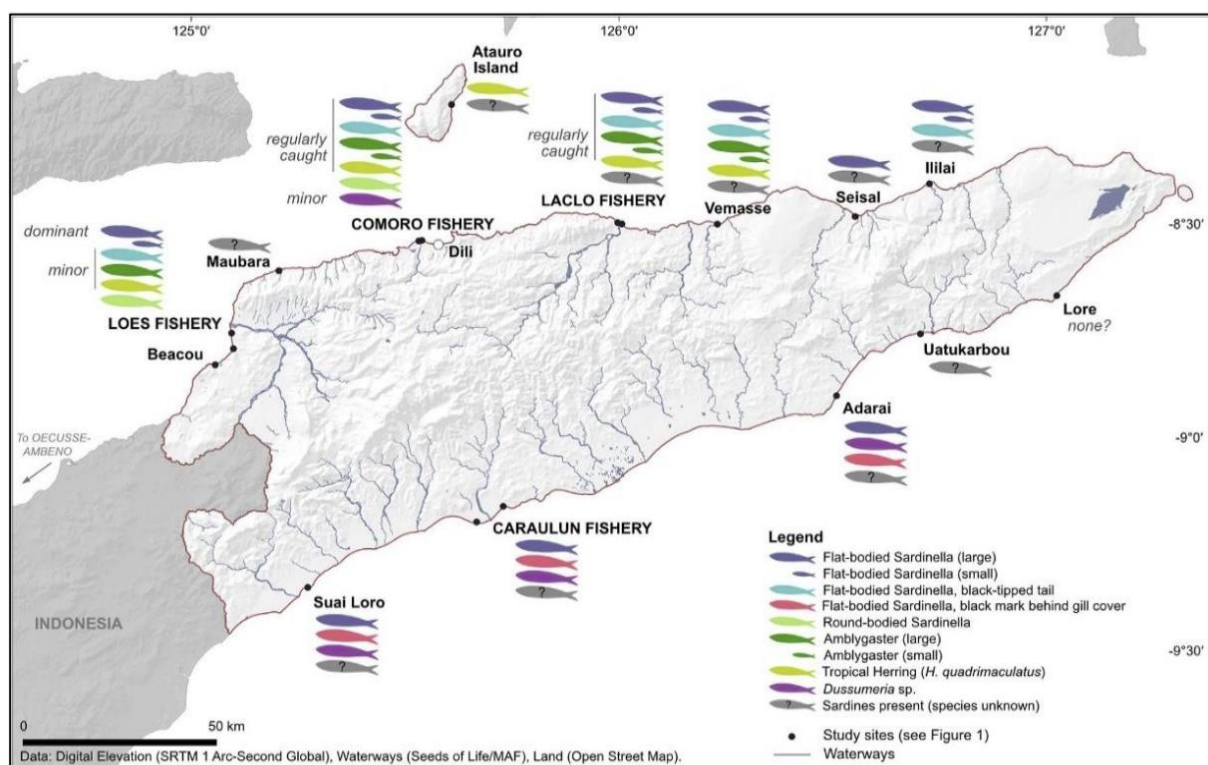 125°0'
126°0'
127°0'
Atauro
Island
?
regularly
caught
minor
regularly
caught
?
?
?
?
Ililai
Seisal
Vemasse
LACLO FISHERY
COMORO FISHERY
Dili
-8°30'
dominant
minor
?
Maubara
LOES FISHERY
Beacou
Lore
none?
Uatukarbou
?
Adarai
?
-9°0'
To OECUSSE-
AMBENO
CARAULUN FISHERY
?
Suai Loro
?
INDONESIA
-9°30'
Legend
Flat-bodied Sardinella (large)
Flat-bodied Sardinella (small)
Flat-bodied Sardinella, black-tipped tail
Flat-bodied Sardinella, black mark behind gill cover
Round-bodied Sardinella
Amblygaster (large)
Amblygaster (small)
Tropical Herring (H. quadrimaculatus)
Dussumeria sp.
? Sardines present (species unknown)
Study sites (see Figure 1)
Waterways
0 50 km
Data: Digital Elevation (SRTM 1 Arc-Second Global), Waterways (Seeds of Life/MAF), Land (Open Street Map).